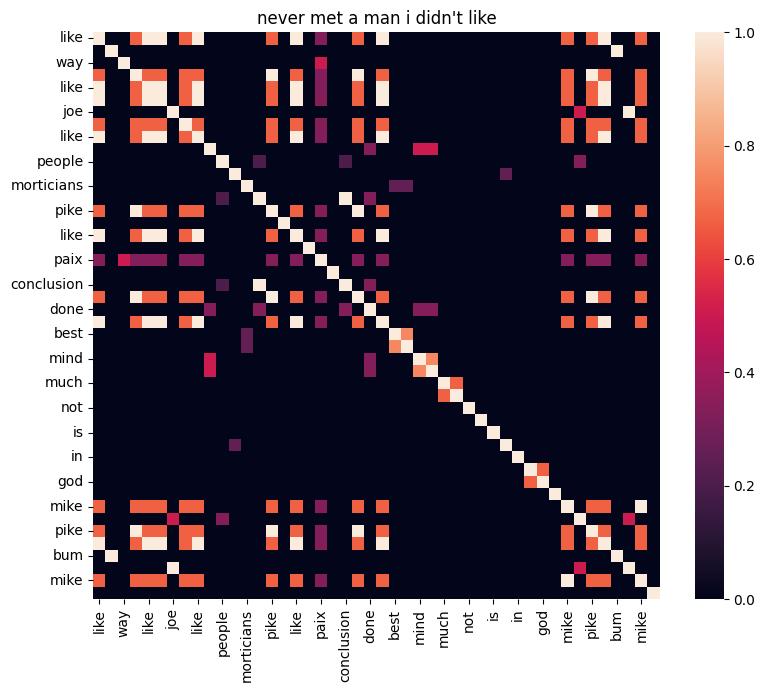 never met a man i didn't like
like
way
like
joe
like
people
morticians
pike
like
paix
conclusion
done
best
mind
much
not
is
in
god
mike
pike
bum
mike
1.0
0.8
0.6
0.4
0.2
0.0
like
way
like
joe
like
people
morticians
pike
like
paix
conclusion
done
best
mind
much
not
is
in
god
mike
pike
bum
mike